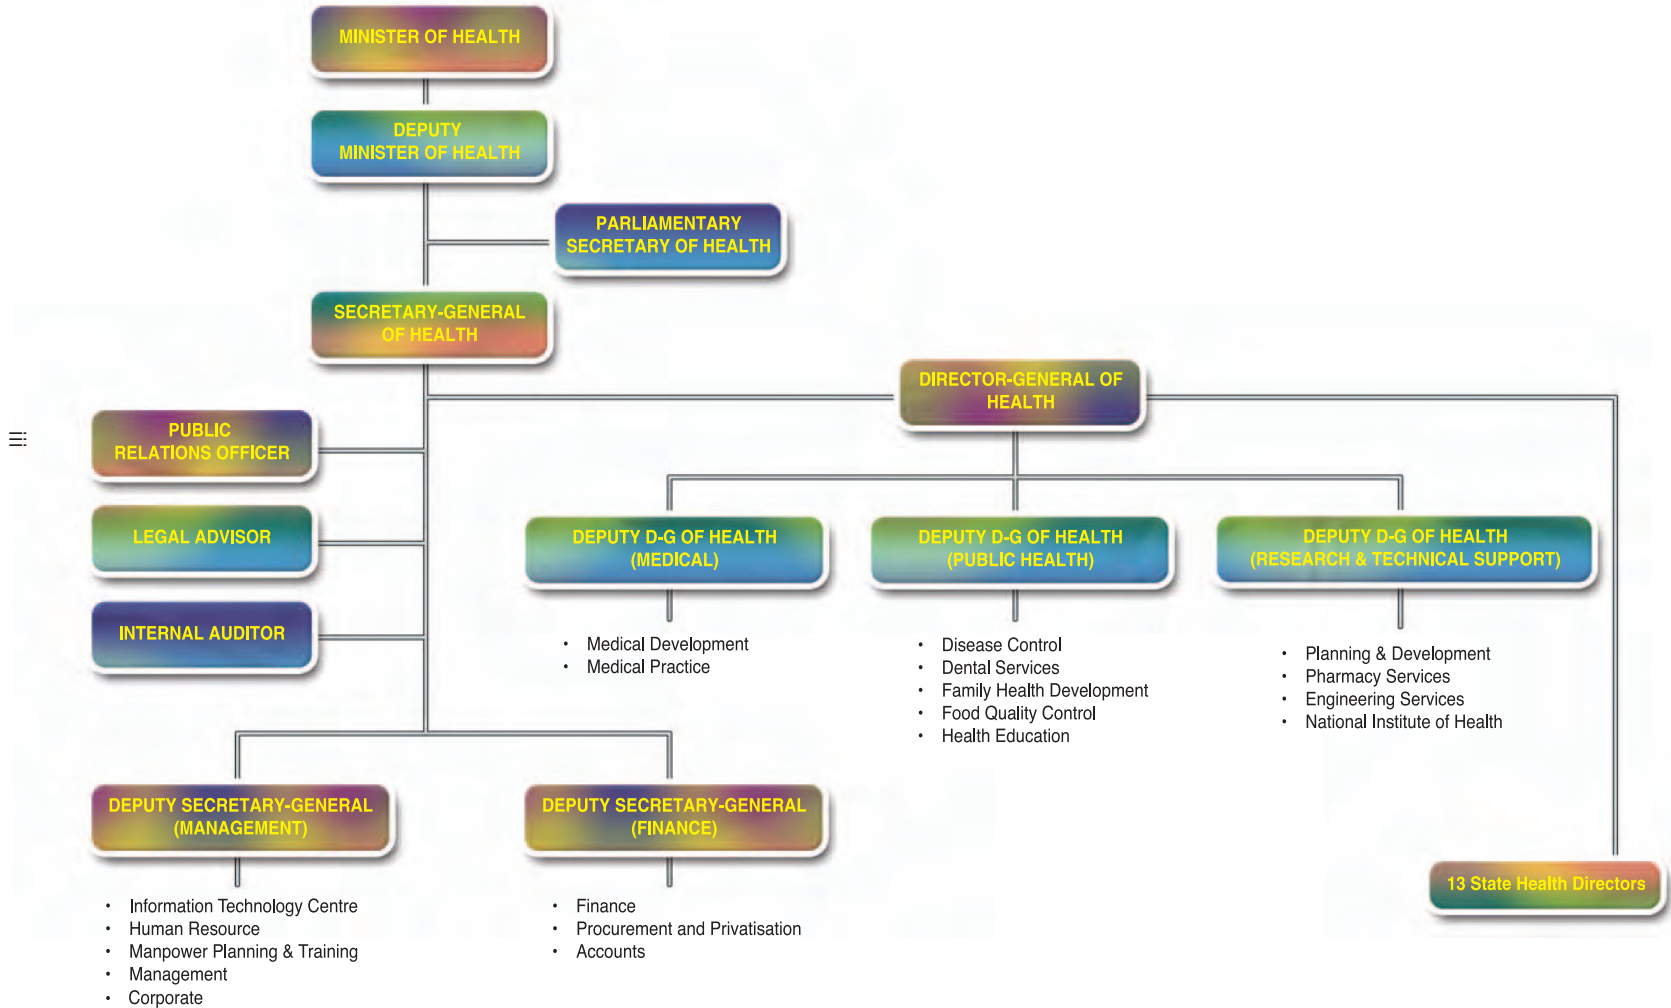 MINISTER OF HEALTH
DEPUTY
MINISTER OF HEALTH
PARLIAMENTARY
SECRETARY OF HEALTH
SECRETARY-GENERAL
OF HEALTH
DIRECTOR-GENERAL OF
HEALTH
PUBLIC
RELATIONS OFFICER
LEGAL ADVISOR
INTERNAL AUDITOR
DEPUTY D-G OF HEALTH
(MEDICAL)
• Medical Development
• Medical Practice
DEPUTY D-G OF HEALTH
(PUBLIC HEALTH)
• Disease Control
• Dental Services
• Family Health Development
• Food Quality Control
• Health Education
DEPUTY D-G OF HEALTH
(RESEARCH & TECHNICAL SUPPORT)
• Planning & Development
• Pharmacy Services
• Engineering Services
• National Institute of Health
DEPUTY SECRETARY-GENERAL
(MANAGEMENT)
• Information Technology Centre
• Human Resource
• Manpower Planning & Training
• Management
• Corporate
DEPUTY SECRETARY-GENERAL
(FINANCE)
• Finance
• Procurement and Privatisation
• Accounts
13 State Health Directors
iii